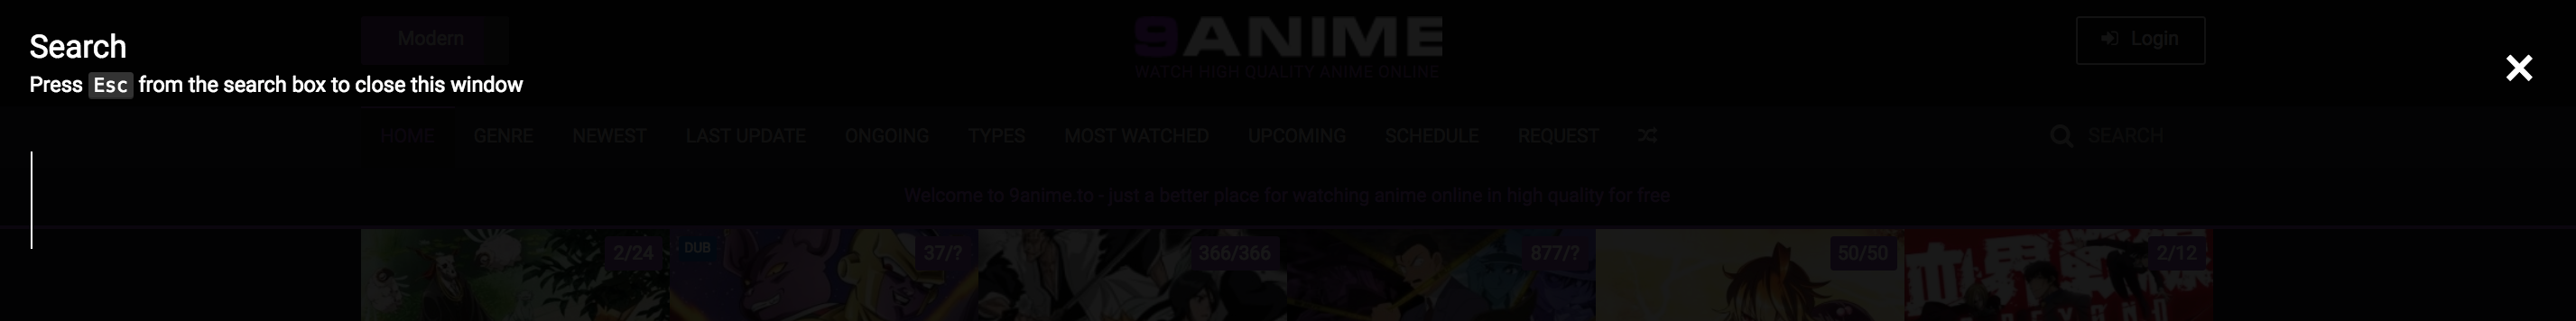 Search
Press Esc from the search box to close this window
Modern
9ANIME
WATCH HIGH QUALITY ANIME ONLINE
Login
HOME GENRE NEWEST LAST UPDATE ONGOING TYPES MOST WATCHED UPCOMING SCHEDULE REQUEST SEARCH
Welcome to 9anime.to - just a better place for watching anime online in high quality for free
2/24 DUB 37/? 366/366 877/? 50/50 2/12